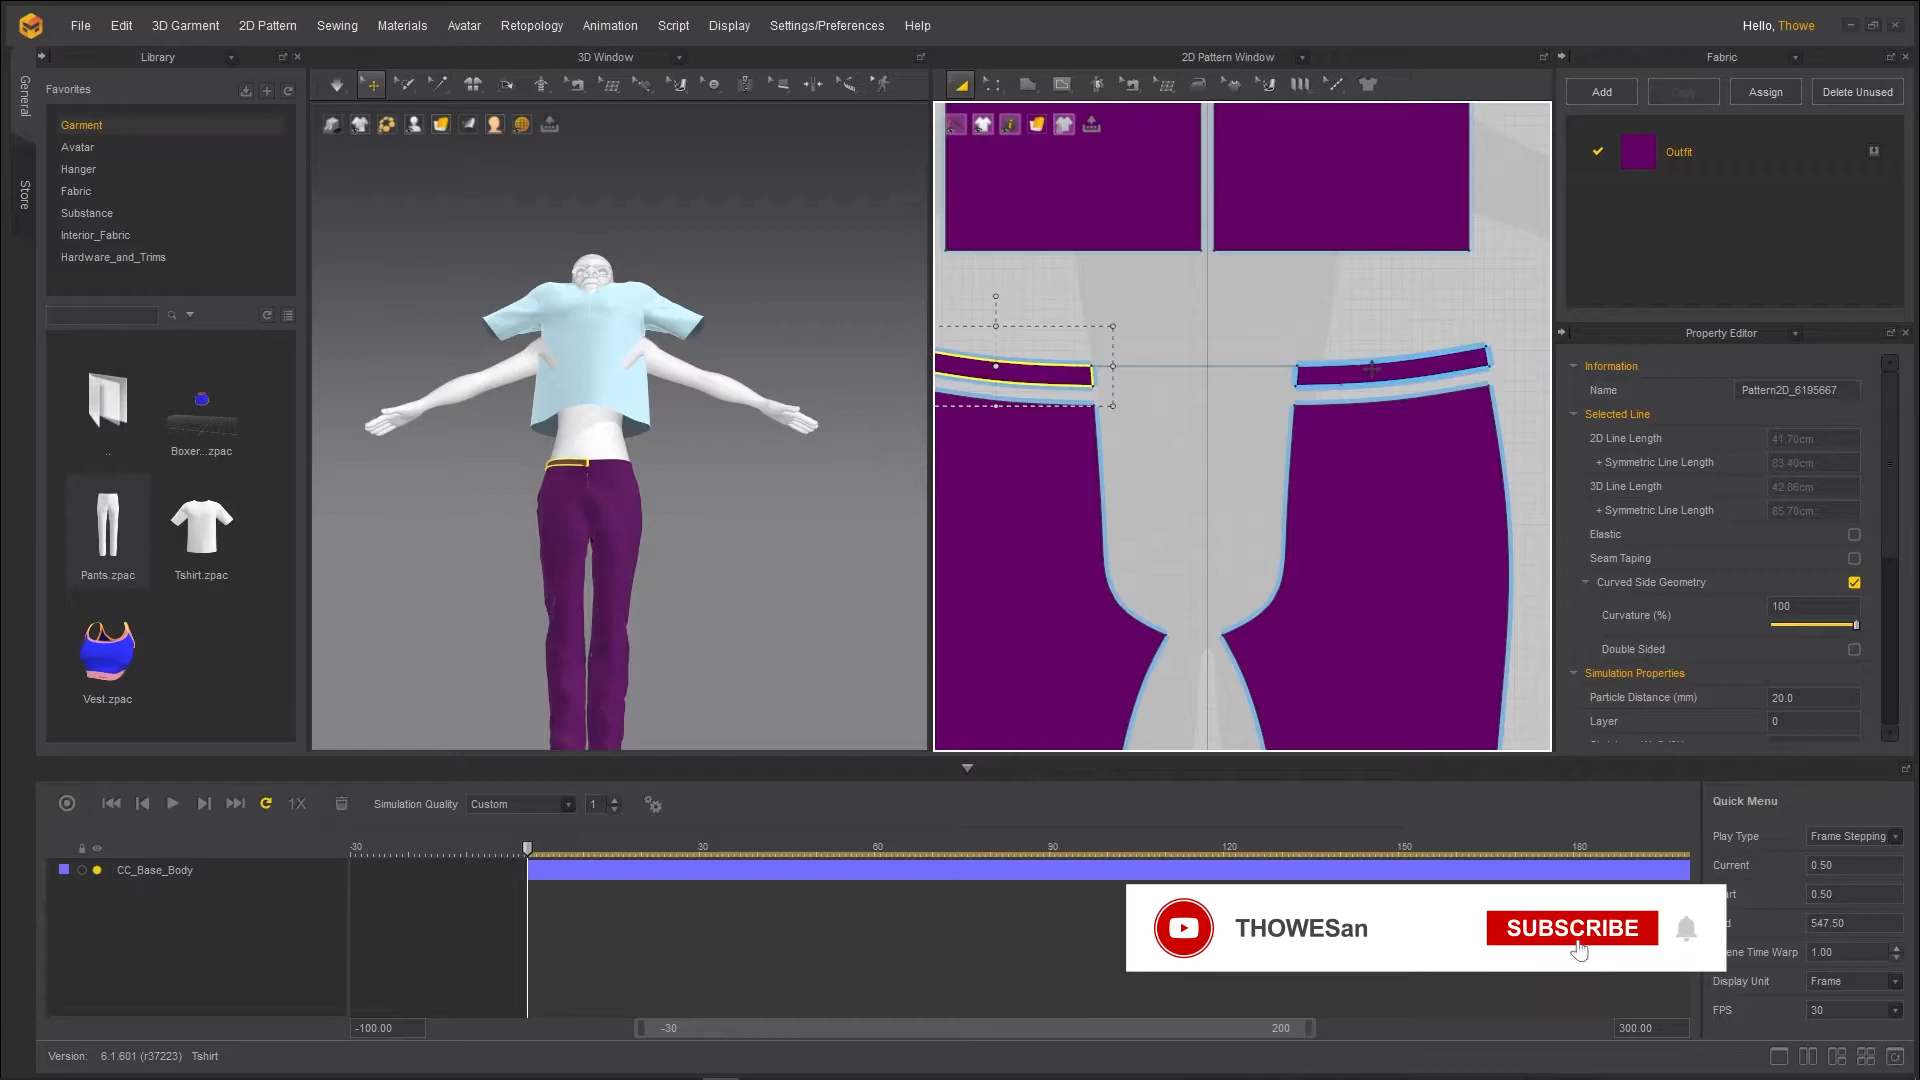 File Edit 3D Garment 2D Pattern Sewing Materials Avatar Retopology Animation Script Display Settings/Preferences Help
Hello, Thowe
Library
3D Window
2D Pattern Window
Fabric
General
Store
Favorites
Garment
Avatar
Hanger
Fabric
Substance
Interior_Fabric
Hardware_and_Trims
..
Boxer...zpac
Pants.zpac
Tshirt.zpac
Vest.zpac
Add
Copy
Assign
Delete Unused
Outfit
Property Editor
Information
Name Pattern2D_6195667
Selected Line
2D Line Length 41.70cm
+ Symmetric Line Length 83.40cm
3D Line Length 42.86cm
+ Symmetric Line Length 85.70cm
Elastic
Seam Taping
Curved Side Geometry
Curvature (%) 100
Double Sided
Simulation Properties
Particle Distance (mm) 20.0
Layer 0
1X
Simulation Quality Custom 1
-30 30 60 90 120 150 180
CC_Base_Body
-100.00 -30 200 300.00
Quick Menu
Play Type Frame Stepping
Current 0.50
0.50
547.50
Time Warp 1.00
Display Unit Frame
FPS 30
THOWESan
SUBSCRIBE
Version: 6.1.601 (r37223) Tshirt